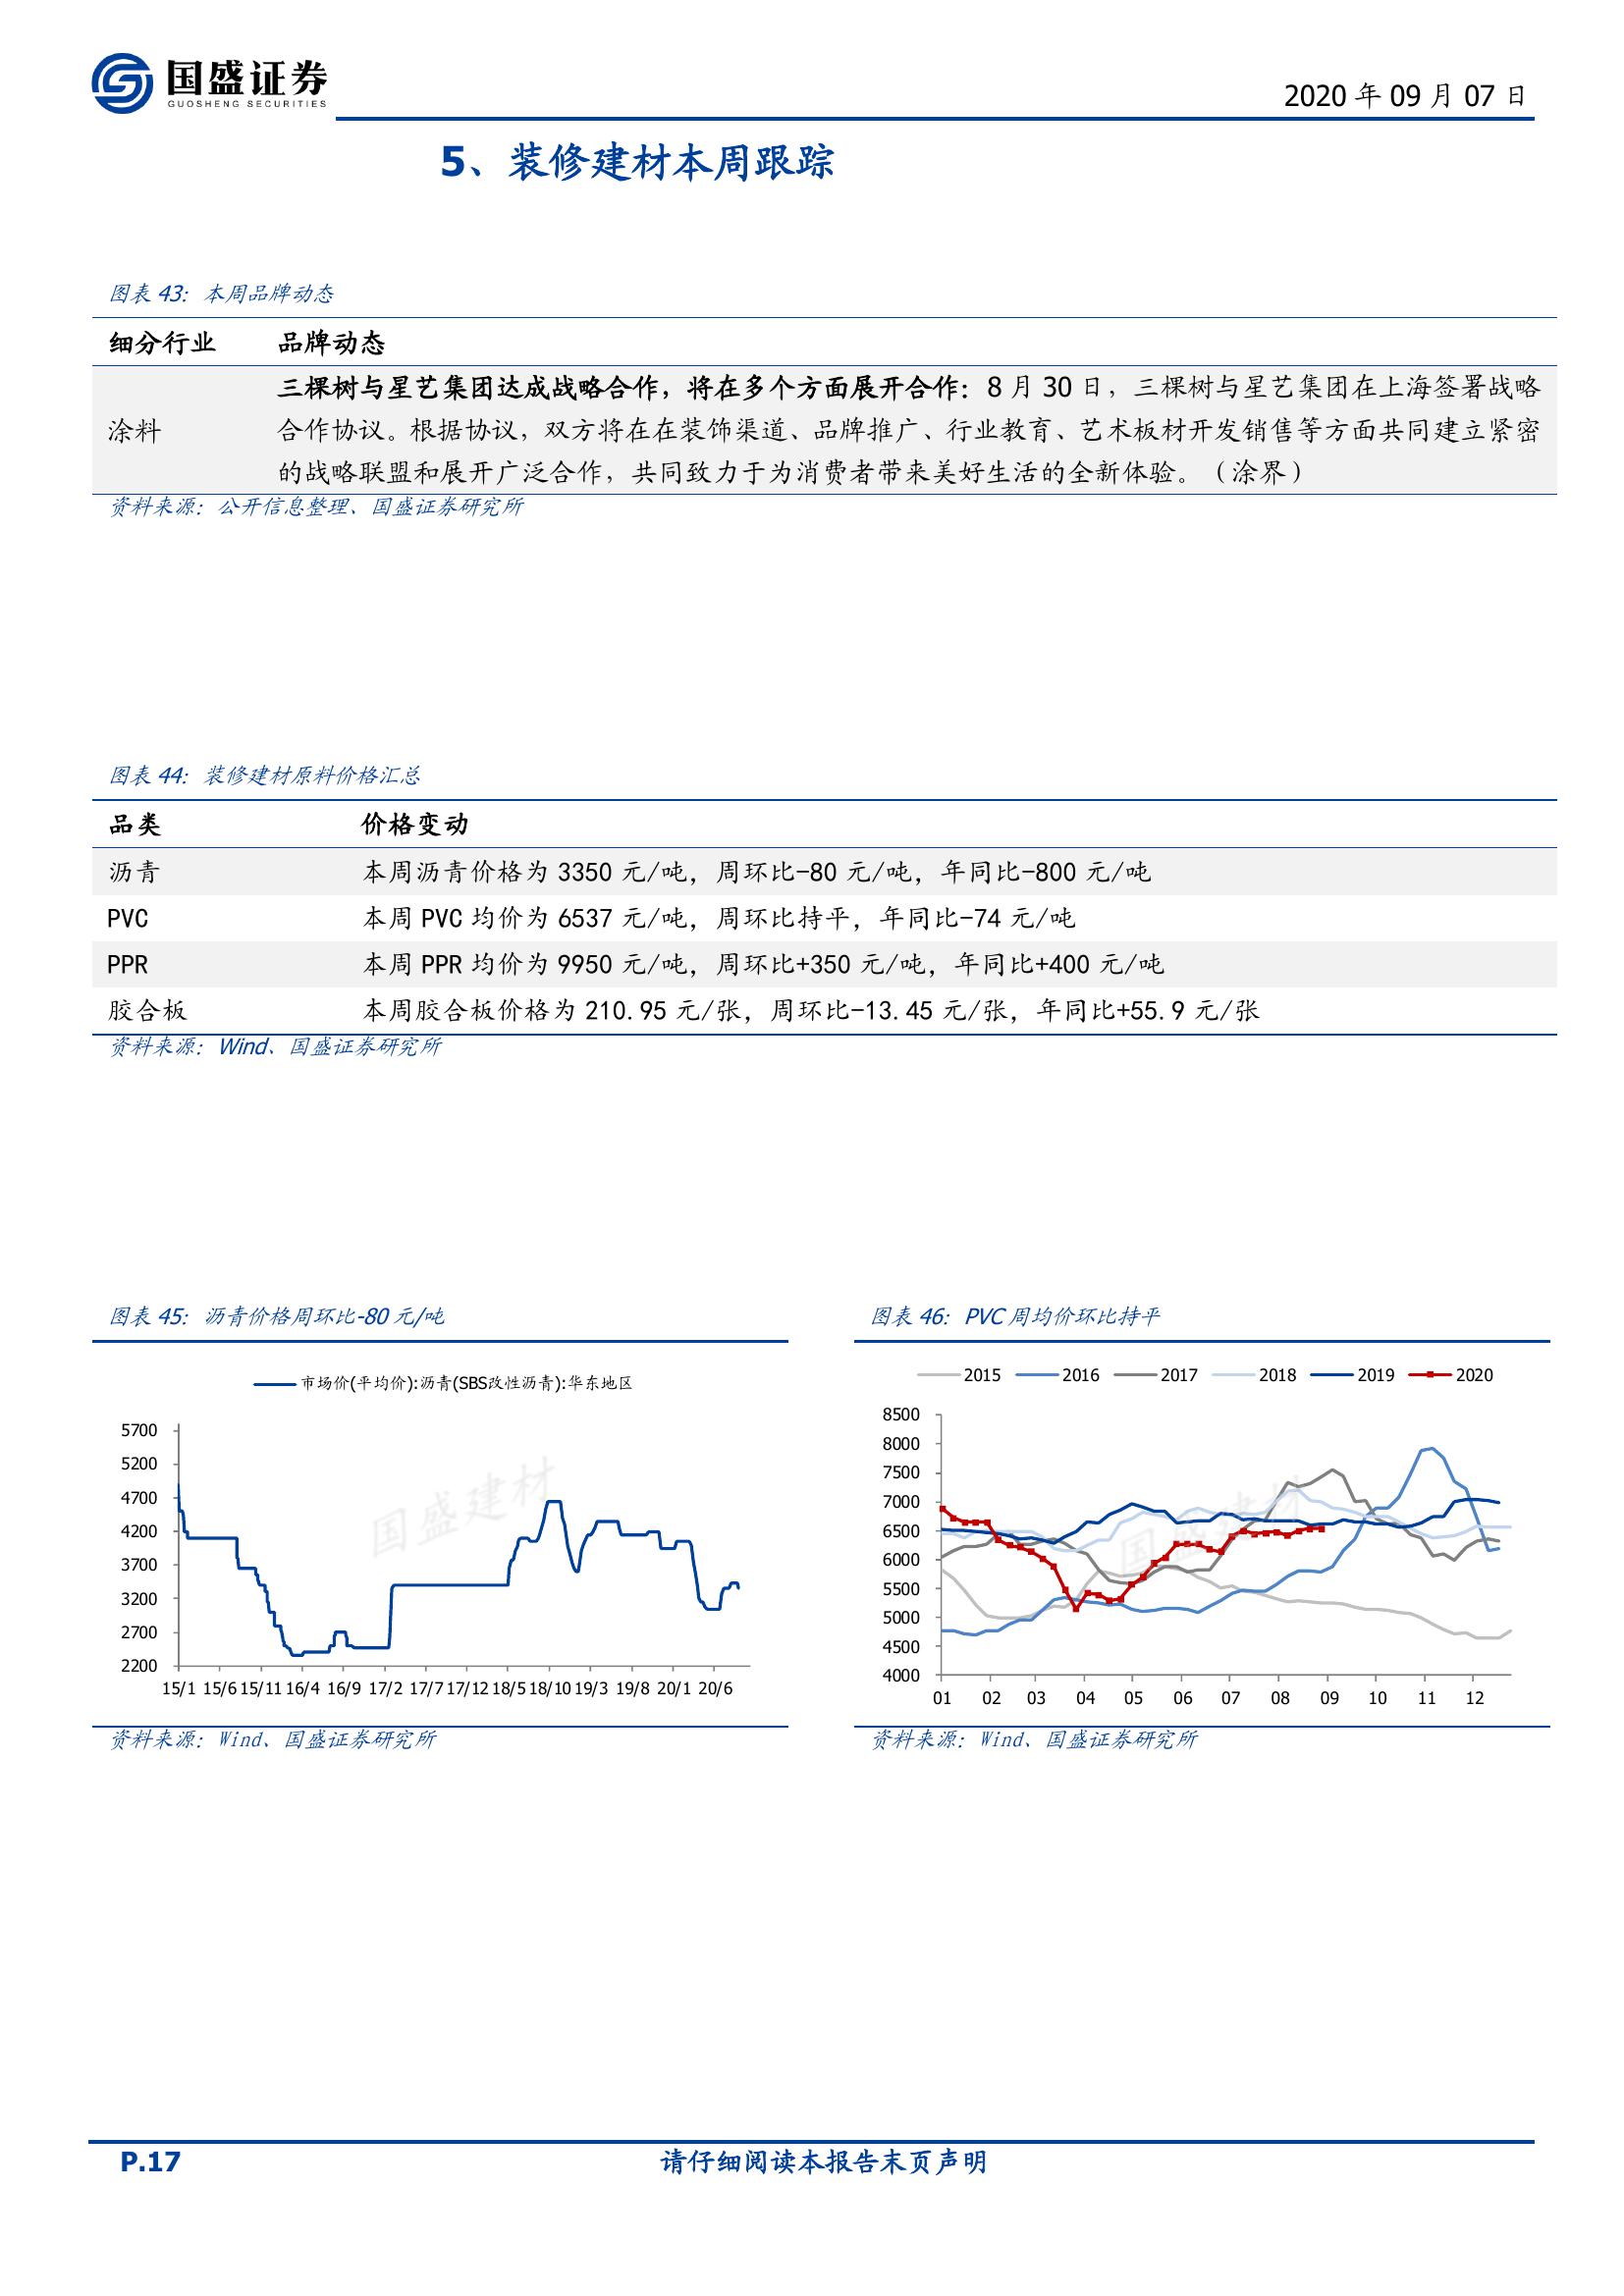 国盛证券
GUOSHENG SECURITIES
2020 年 09 月 07 日
5、装修建材本周跟踪
图表 43：本周品牌动态
细分行业 品牌动态
三棵树与星艺集团达成战略合作，将在多个方面展开合作：8 月 30 日，三棵树与星艺集团在上海签署战略
涂料 合作协议。根据协议，双方将在在装饰渠道、品牌推广、行业教育、艺术板材开发销售等方面共同建立紧密
的战略联盟和展开广泛合作，共同致力于为消费者带来美好生活的全新体验。（涂界）
资料来源：公开信息整理、国盛证券研究所
图表 44：装修建材原料价格汇总
品类 价格变动
沥青 本周沥青价格为 3350 元/吨，周环比-80 元/吨，年同比-800 元/吨
PVC 本周 PVC 均价为 6537 元/吨，周环比持平，年同比-74 元/吨
PPR 本周 PPR 均价为 9950 元/吨，周环比+350 元/吨，年同比+400 元/吨
胶合板 本周胶合板价格为 210.95 元/张，周环比-13.45 元/张，年同比+55.9 元/张
资料来源：Wind、国盛证券研究所
图表 45：沥青价格周环比-80 元/吨
市场价(平均价):沥青(SBS改性沥青):华东地区
5700
5200
4700
4200
3700
3200
2700
2200
15/1 15/6 15/11 16/4 16/9 17/2 17/7 17/12 18/5 18/10 19/3 19/8 20/1 20/6
国盛建材
资料来源：Wind、国盛证券研究所
图表 46：PVC 周均价环比持平
2015 2016 2017 2018 2019 2020
8500
8000
7500
7000
6500
6000
5500
5000
4500
4000
01 02 03 04 05 06 07 08 09 10 11 12
国盛建材
资料来源：Wind、国盛证券研究所
P.17 请仔细阅读本报告末页声明